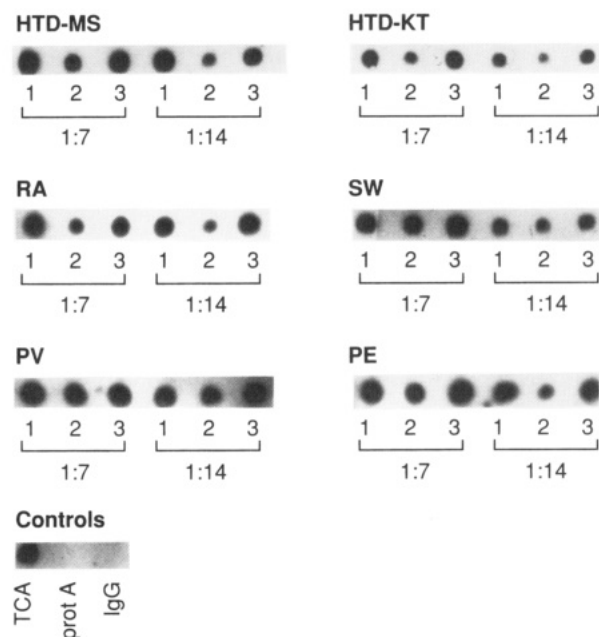 HTD-MS HTD-KT
1 2 3 1 2 3 1 2 3 1 2 3
1:7 1:14 1:7 1:14
RA SW
1 2 3 1 2 3 1 2 3 1 2 3
1:7 1:14 1:7 1:14
PV PE
1 2 3 1 2 3 1 2 3 1 2 3
1:7 1:14 1:7 1:14
Controls
TCA
prot A
IgG